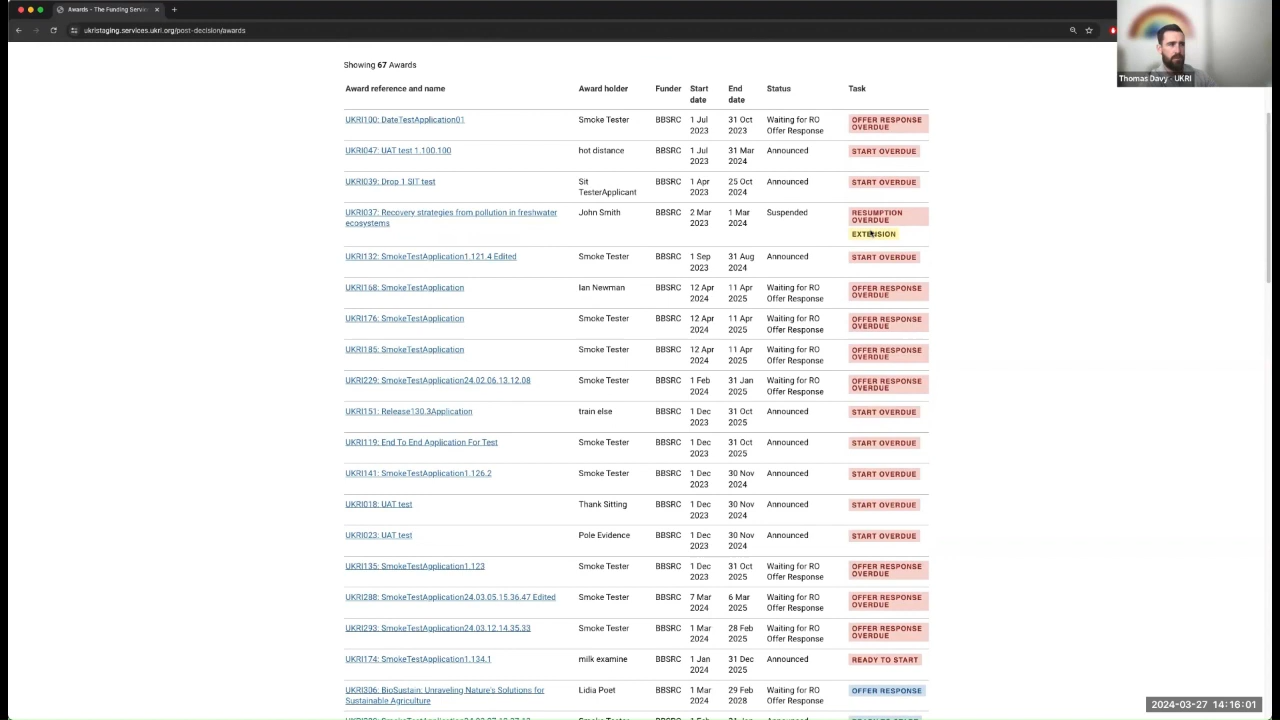 Awards - The Funding Servi
ukristaging.services.ukri.org/post-decision/awards
Thomas Davy - UKRI
Showing 67 Awards
Award reference and name Award holder Funder Start date End date Status Task
UKRI100: DateTestApplication01 Smoke Tester BBSRC 1 Jul 2023 31 Oct 2023 Waiting for RO Offer Response OFFER RESPONSE OVERDUE
UKRI047: UAT test 1.100.100 hot distance BBSRC 1 Jul 2023 31 Mar 2024 Announced START OVERDUE
UKRI039: Drop 1 SIT test Sit TesterApplicant BBSRC 1 Apr 2023 25 Oct 2024 Announced START OVERDUE
UKRI037: Recovery strategies from pollution in freshwater ecosystems John Smith BBSRC 2 Mar 2023 1 Mar 2024 Suspended RESUMPTION OVERDUE EXTENSION
UKRI132: SmokeTestApplication1.121.4 Edited Smoke Tester BBSRC 1 Sep 2023 31 Aug 2024 Announced START OVERDUE
UKRI168: SmokeTestApplication Ian Newman BBSRC 12 Apr 2024 11 Apr 2025 Waiting for RO Offer Response OFFER RESPONSE OVERDUE
UKRI176: SmokeTestApplication Smoke Tester BBSRC 12 Apr 2024 11 Apr 2025 Waiting for RO Offer Response OFFER RESPONSE OVERDUE
UKRI185: SmokeTestApplication Smoke Tester BBSRC 12 Apr 2024 11 Apr 2025 Waiting for RO Offer Response OFFER RESPONSE OVERDUE
UKRI229: SmokeTestApplication24.02.06.13.12.08 Smoke Tester BBSRC 1 Feb 2024 31 Jan 2025 Waiting for RO Offer Response OFFER RESPONSE OVERDUE
UKRI151: Release130.3Application train else BBSRC 1 Dec 2023 31 Oct 2025 Announced START OVERDUE
UKRI119: End To End Application For Test Smoke Tester BBSRC 1 Dec 2023 31 Oct 2025 Announced START OVERDUE
UKRI141: SmokeTestApplication1.126.2 Smoke Tester BBSRC 1 Dec 2023 30 Nov 2024 Announced START OVERDUE
UKRI018: UAT test Thank Sitting BBSRC 1 Dec 2023 30 Nov 2024 Announced START OVERDUE
UKRI023: UAT test Pole Evidence BBSRC 1 Dec 2023 30 Nov 2024 Announced START OVERDUE
UKRI135: SmokeTestApplication1.123 Smoke Tester BBSRC 1 Dec 2023 31 Oct 2025 Waiting for RO Offer Response OFFER RESPONSE OVERDUE
UKRI288: SmokeTestApplication24.03.05.15.36.47 Edited Smoke Tester BBSRC 7 Mar 2024 6 Mar 2025 Waiting for RO Offer Response OFFER RESPONSE OVERDUE
UKRI293: SmokeTestApplication24.03.12.14.35.33 Smoke Tester BBSRC 1 Mar 2024 28 Feb 2025 Waiting for RO Offer Response OFFER RESPONSE OVERDUE
UKRI174: SmokeTestApplication1.134.1 milk examine BBSRC 1 Jan 2024 31 Dec 2025 Announced READY TO START
UKRI306: BioSustain: Unraveling Nature's Solutions for Sustainable Agriculture Lidia Poet BBSRC 1 Mar 2024 29 Feb 2028 Waiting for RO Offer Response OFFER RESPONSE
2024-03-27 14:16:01